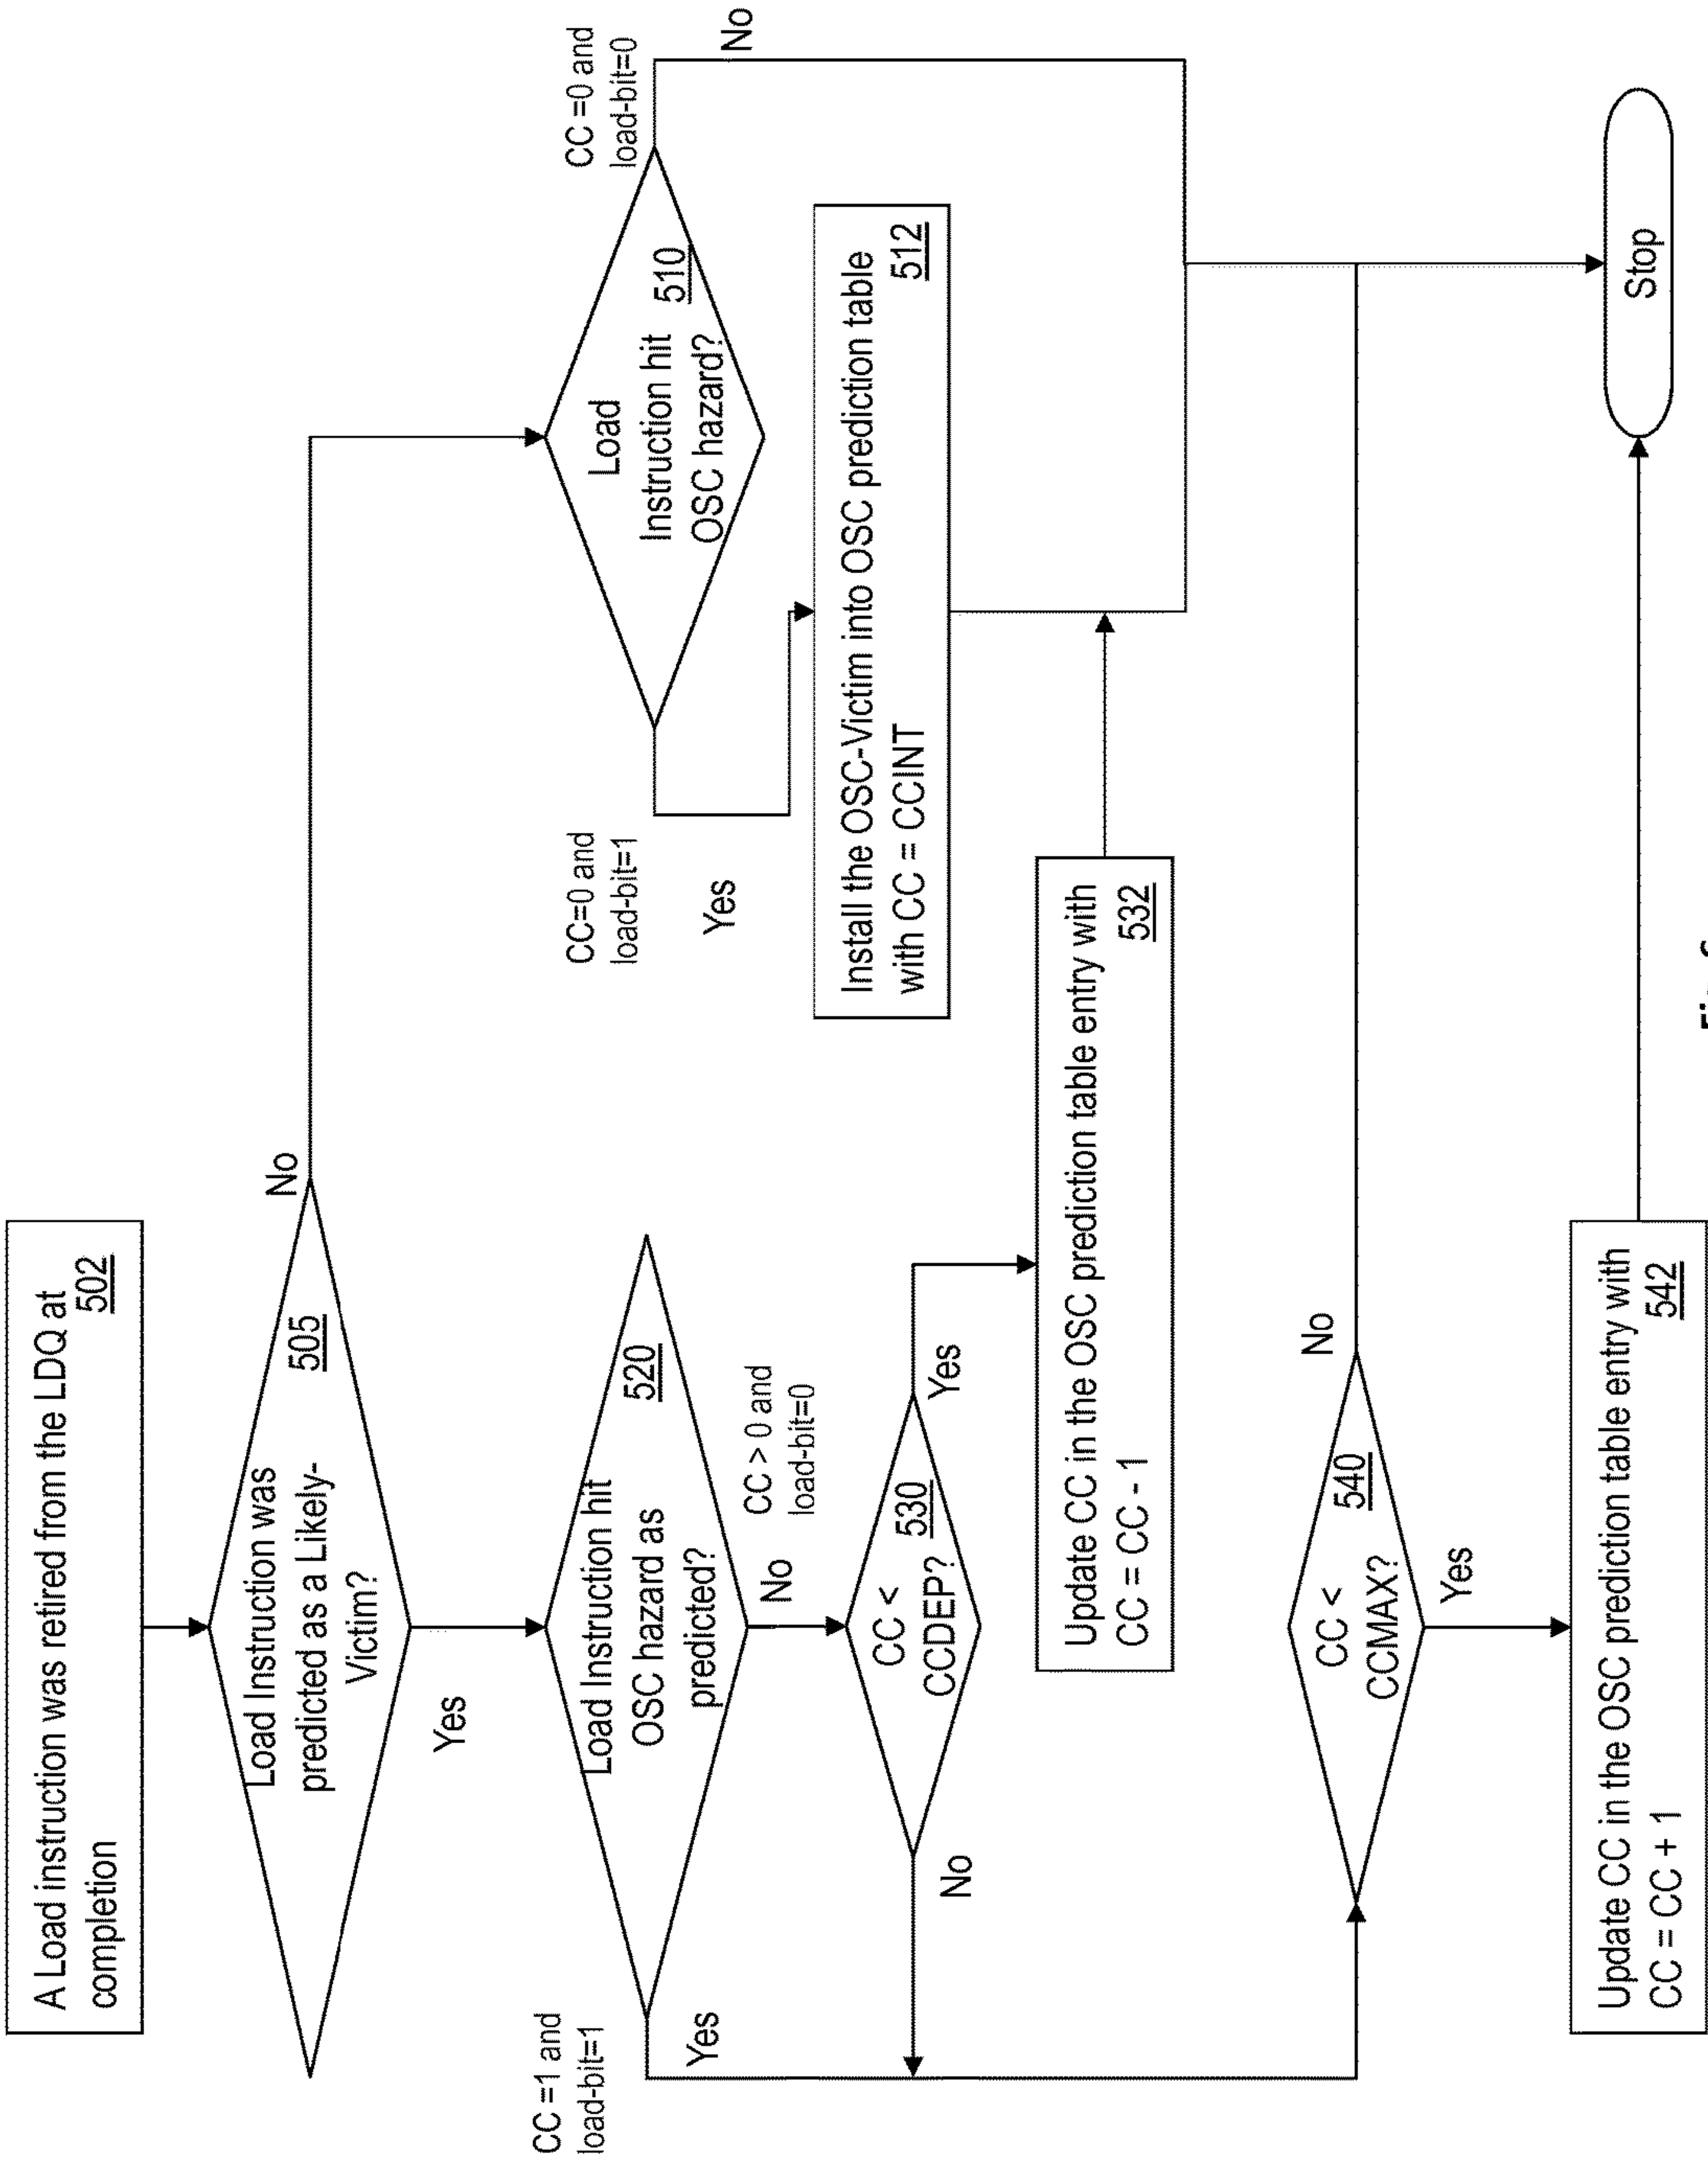 A Load instruction was retired from the LDQ at
completion
502
Load Instruction was
predicted as a Likely-
Victim?
505
No
Yes
CC =1 and
load-bit=1
Yes
Load Instruction hit
OSC hazard as
predicted?
520
No
CC > 0 and
load-bit=0
CC <
CCDEP?
530
No
Yes
Update CC in the OSC prediction table entry with
CC = CC - 1
532
Load
Instruction hit
OSC hazard?
510
CC=0 and
load-bit=1
Yes
CC =0 and
load-bit=0
No
Install the OSC-Victim into OSC prediction table
with CC = CCINT
512
CC <
CCMAX?
540
No
Yes
Update CC in the OSC prediction table entry with
CC = CC + 1
542
Stop